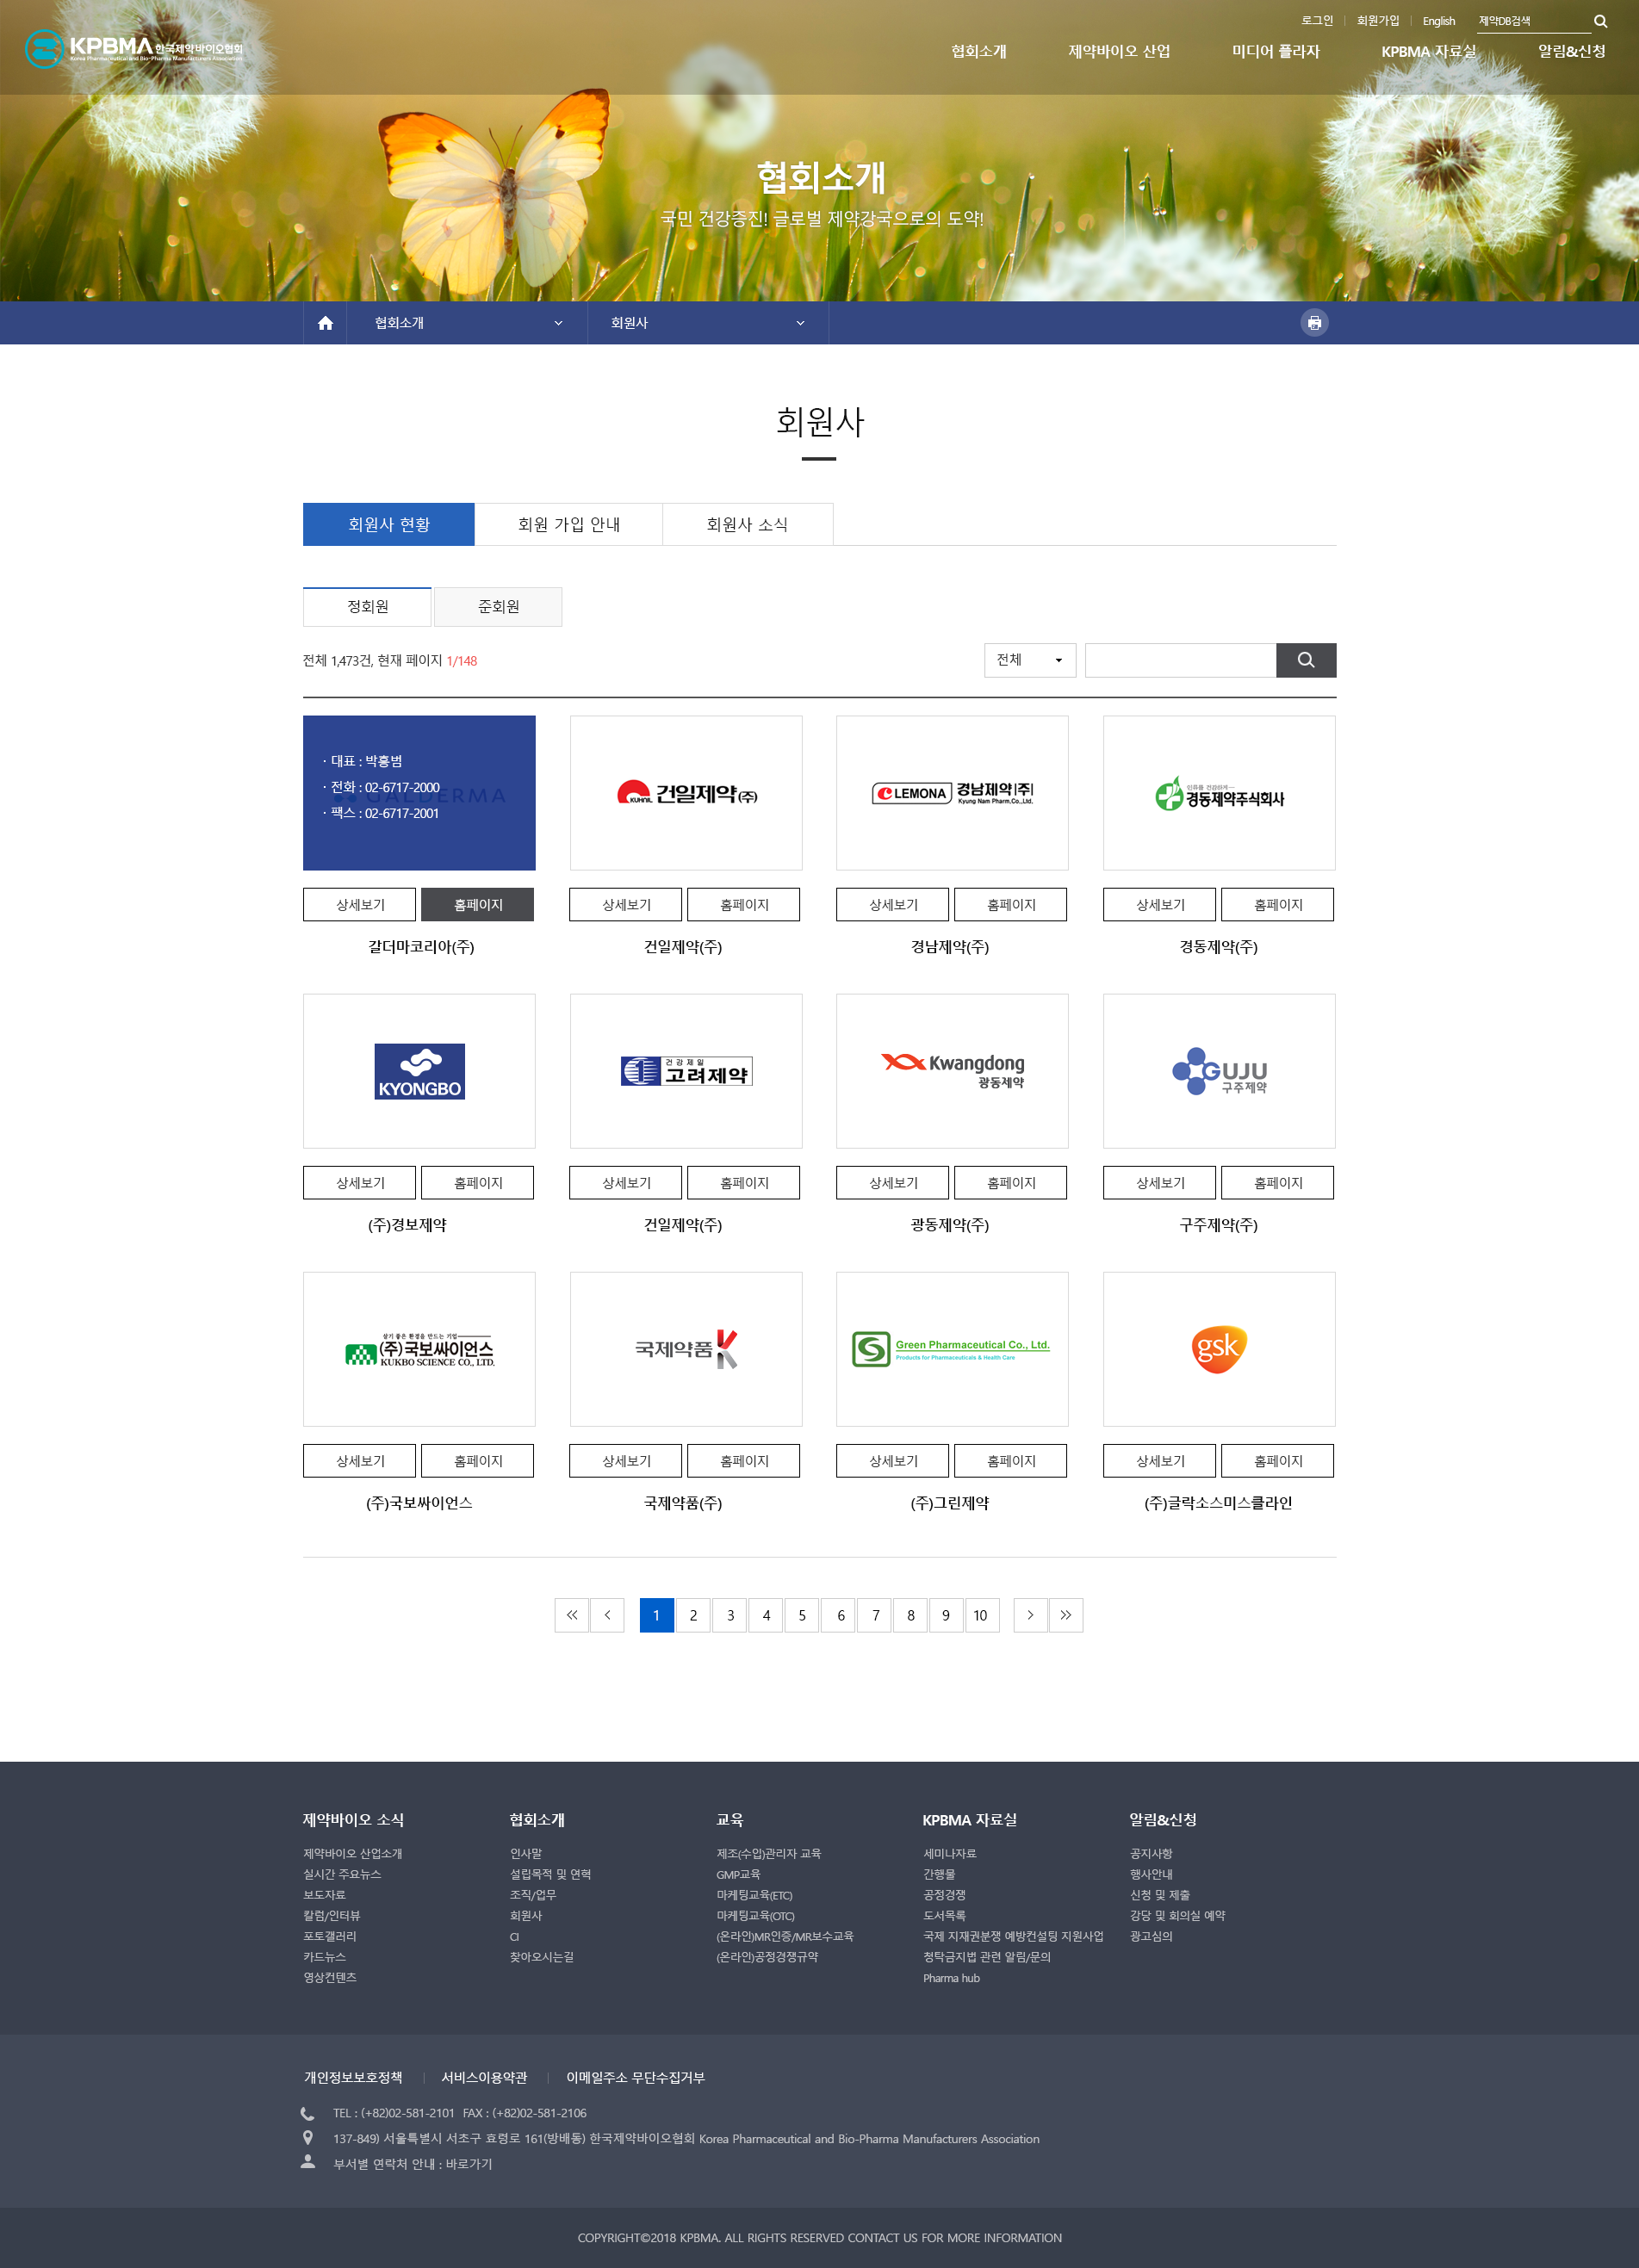 로그인 회원가입 English 제약DB검색
KPBMA 한국제약바이오협회
Korea Pharmaceutical and Bio-Pharma Manufacturers Association
협회소개 제약바이오 산업 미디어 플라자 KPBMA 자료실 알림&신청
협회소개
국민 건강증진! 글로벌 제약강국으로의 도약!
협회소개 회원사
회원사
회원사 현황 회원 가입 안내 회원사 소식
정회원 준회원
전체 1,473건, 현재 페이지 1/148 전체
· 대표 : 박흥범
· 전화 : 02-6717-2000
GALDERMA
· 팩스 : 02-6717-2001
KUHNIL 건일제약(주)
LEMONA 경남제약(주)
Kyung Nam Pharm.Co.,Ltd.
인류를 건강하게
경동제약주식회사
상세보기 홈페이지 상세보기 홈페이지 상세보기 홈페이지 상세보기 홈페이지
갈더마코리아(주) 건일제약(주) 경남제약(주) 경동제약(주)
KYONGBO
건강제일
고려제약
Kwangdong
광동제약
GUJU
구주제약
상세보기 홈페이지 상세보기 홈페이지 상세보기 홈페이지 상세보기 홈페이지
(주)경보제약 건일제약(주) 광동제약(주) 구주제약(주)
살기 좋은 환경을 만드는 기업
(주)국보싸이언스
KUKBO SCIENCE CO., LTD.
국제약품
Green Pharmaceutical Co., Ltd.
Products for Pharmaceuticals & Health Care
gsk
상세보기 홈페이지 상세보기 홈페이지 상세보기 홈페이지 상세보기 홈페이지
(주)국보싸이언스 국제약품(주) (주)그린제약 (주)글락소스미스클라인
1 2 3 4 5 6 7 8 9 10
제약바이오 소식
제약바이오 산업소개
실시간 주요뉴스
보도자료
칼럼/인터뷰
포토갤러리
카드뉴스
영상컨텐츠
협회소개
인사말
설립목적 및 연혁
조직/업무
회원사
CI
찾아오시는길
교육
제조(수입)관리자 교육
GMP교육
마케팅교육(ETC)
마케팅교육(OTC)
(온라인)MR인증/MR보수교육
(온라인)공정경쟁규약
KPBMA 자료실
세미나자료
간행물
공정경쟁
도서목록
국제 지재권분쟁 예방컨설팅 지원사업
청탁금지법 관련 알림/문의
Pharma hub
알림&신청
공지사항
행사안내
신청 및 제출
강당 및 회의실 예약
광고심의
개인정보보호정책 서비스이용약관 이메일주소 무단수집거부
TEL : (+82)02-581-2101 FAX : (+82)02-581-2106
137-849) 서울특별시 서초구 효령로 161(방배동) 한국제약바이오협회 Korea Pharmaceutical and Bio-Pharma Manufacturers Association
부서별 연락처 안내 : 바로가기
COPYRIGHT©2018 KPBMA. ALL RIGHTS RESERVED CONTACT US FOR MORE INFORMATION